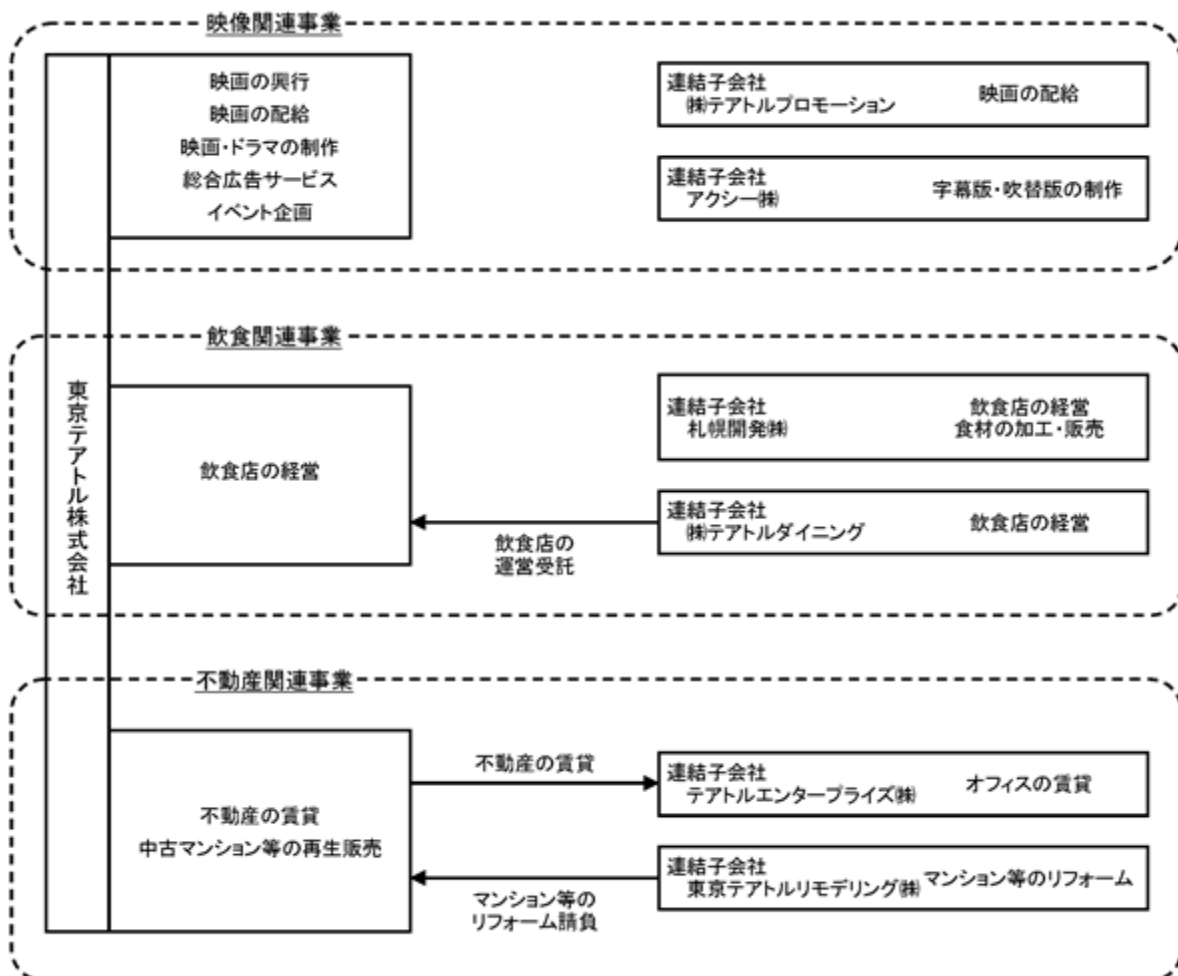 映像関連事業
映画の興行
映画の配給
映画・ドラマの制作
総合広告サービス
イベント企画
連結子会社
㈱テアトルプロモーション
映画の配給
連結子会社
アクシー㈱
字幕版・吹替版の制作
東京テアトル株式会社
飲食関連事業
飲食店の経営
連結子会社
札幌開発㈱
飲食店の経営
食材の加工・販売
飲食店の
運営受託
連結子会社
㈱テアトルダイニング
飲食店の経営
不動産関連事業
不動産の賃貸
中古マンション等の再生販売
不動産の賃貸
連結子会社
テアトルエンタープライズ㈱
オフィスの賃貸
マンション等の
リフォーム請負
連結子会社
東京テアトルリモデリング㈱
マンション等のリフォーム